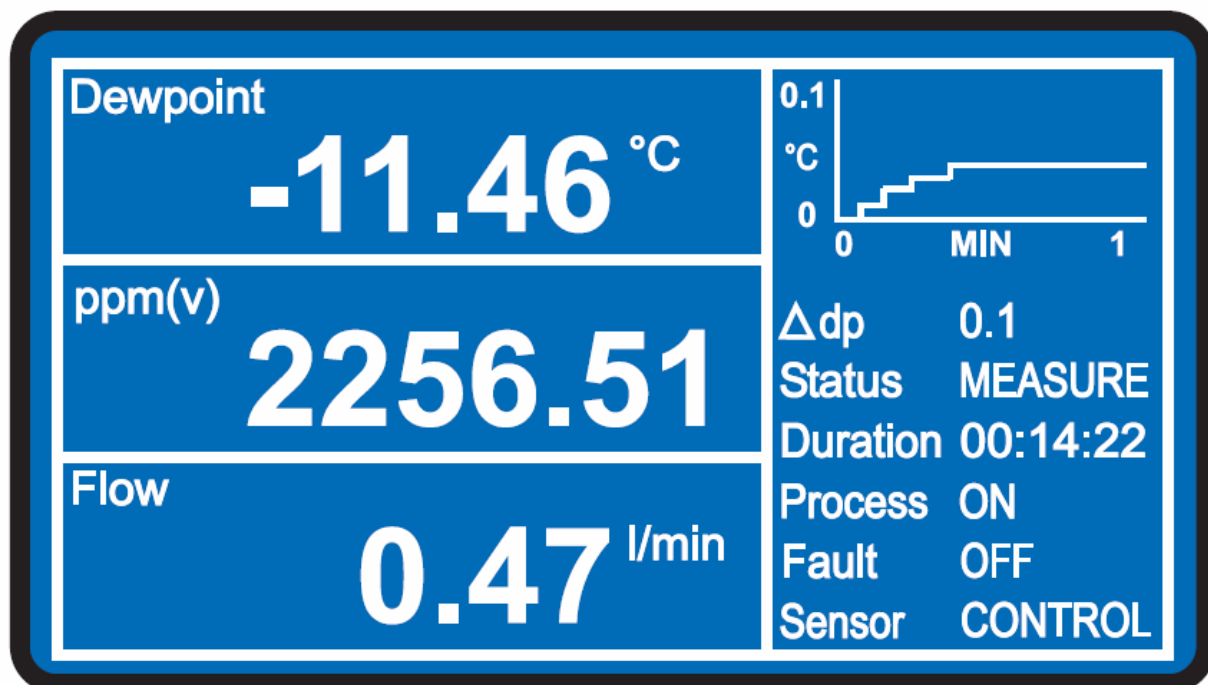 Dewpoint
-11.46 °C
ppm(v)
2256.51
Flow
0.47 l/min
0.1
°C
0
0 MIN 1
Δdp 0.1
Status MEASURE
Duration 00:14:22
Process ON
Fault OFF
Sensor CONTROL